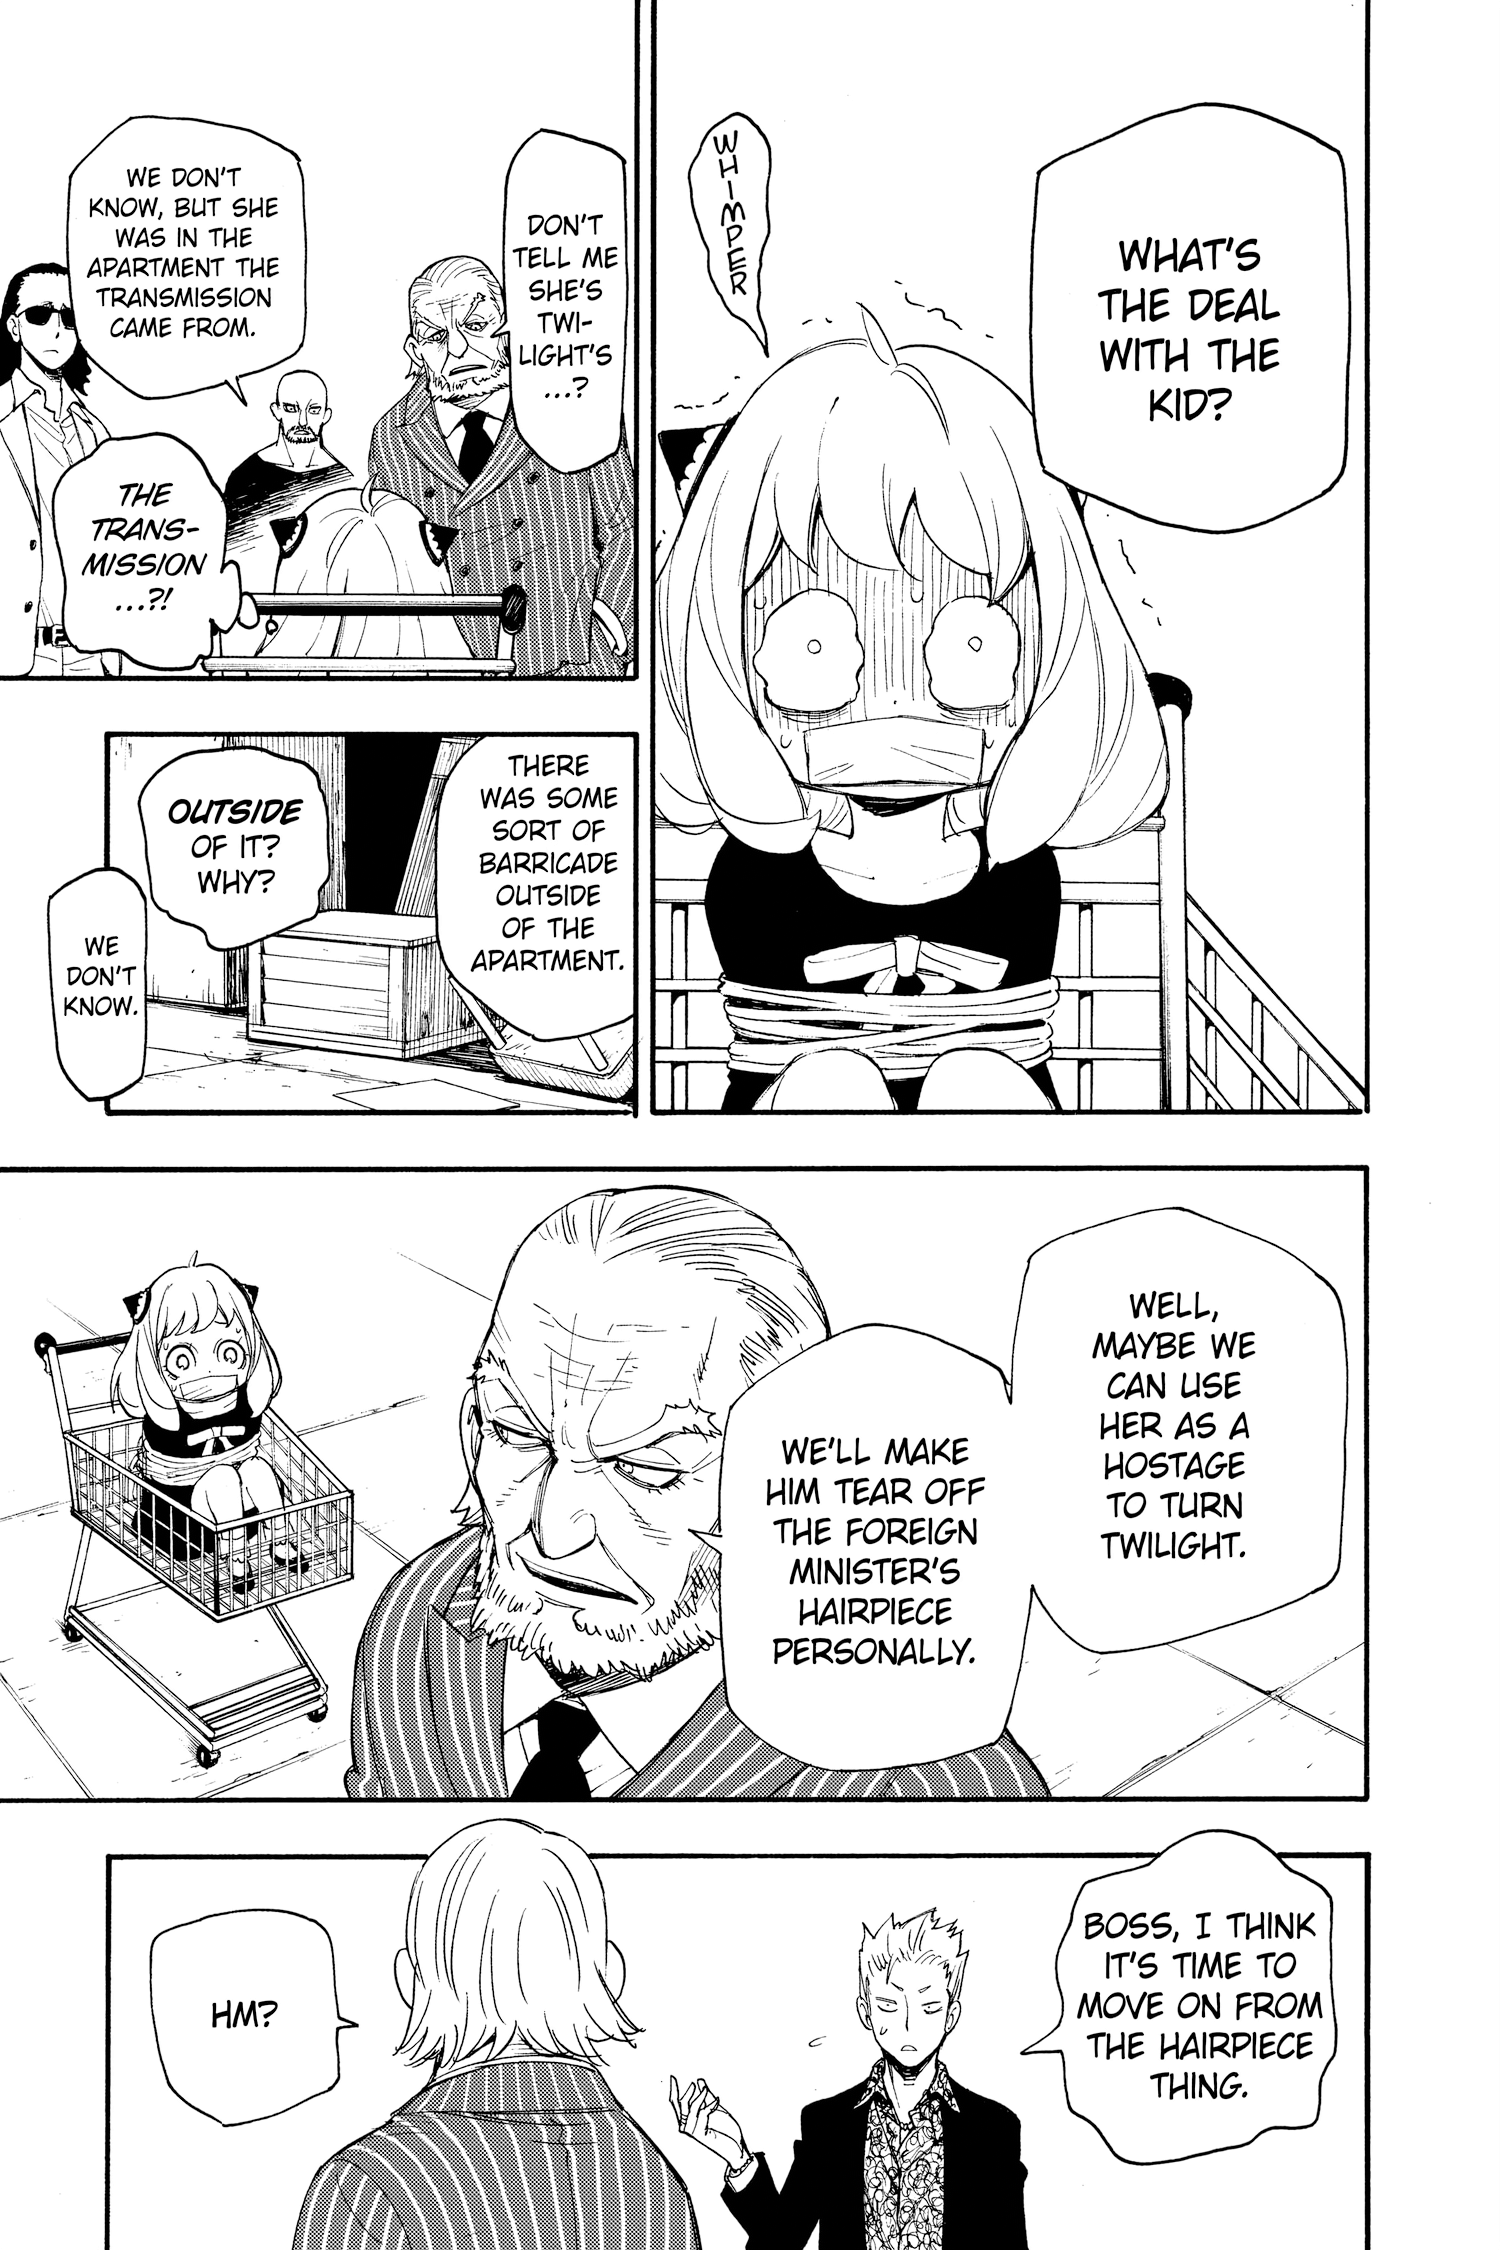 WHAT'S
THE DEAL
WITH THE
KID?
WHIMPER
DON'T
TELL ME
SHE'S
TWI-
LIGHT'S
...?
WE DON'T
KNOW, BUT SHE
WAS IN THE
APARTMENT THE
TRANSMISSION
CAME FROM.
THE
TRANS-
MISSION
...?!
THERE
WAS SOME
SORT OF
BARRICADE
OUTSIDE
OF THE
APARTMENT.
OUTSIDE
OF IT?
WHY?
WE
DON'T
KNOW.
WELL,
MAYBE WE
CAN USE
HER AS A
HOSTAGE
TO TURN
TWILIGHT.
WE'LL MAKE
HIM TEAR OFF
THE FOREIGN
MINISTER'S
HAIRPIECE
PERSONALLY.
BOSS, I THINK
IT'S TIME TO
MOVE ON FROM
THE HAIRPIECE
THING.
HM?